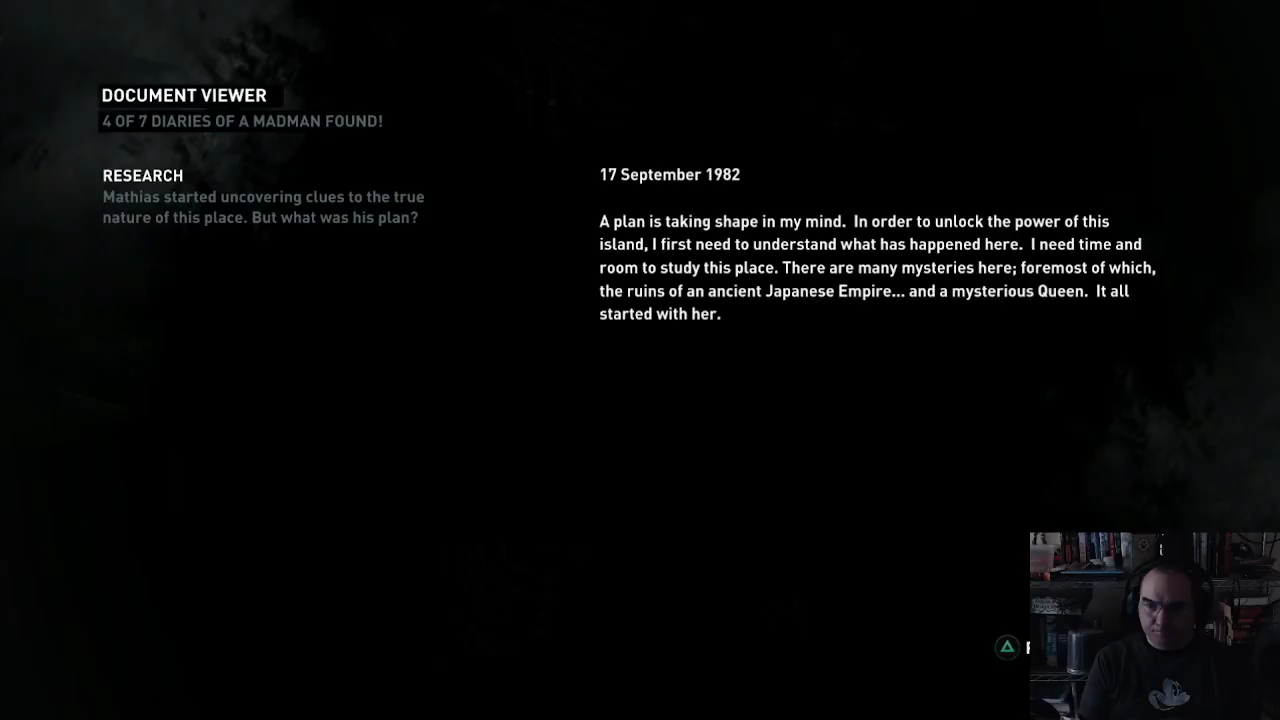 DOCUMENT VIEWER
4 OF 7 DIARIES OF A MADMAN FOUND!
RESEARCH
Mathias started uncovering clues to the true
nature of this place. But what was his plan?
17 September 1982
A plan is taking shape in my mind. In order to unlock the power of this
island, I first need to understand what has happened here. I need time and
room to study this place. There are many mysteries here; foremost of which,
the ruins of an ancient Japanese Empire... and a mysterious Queen. It all
started with her.